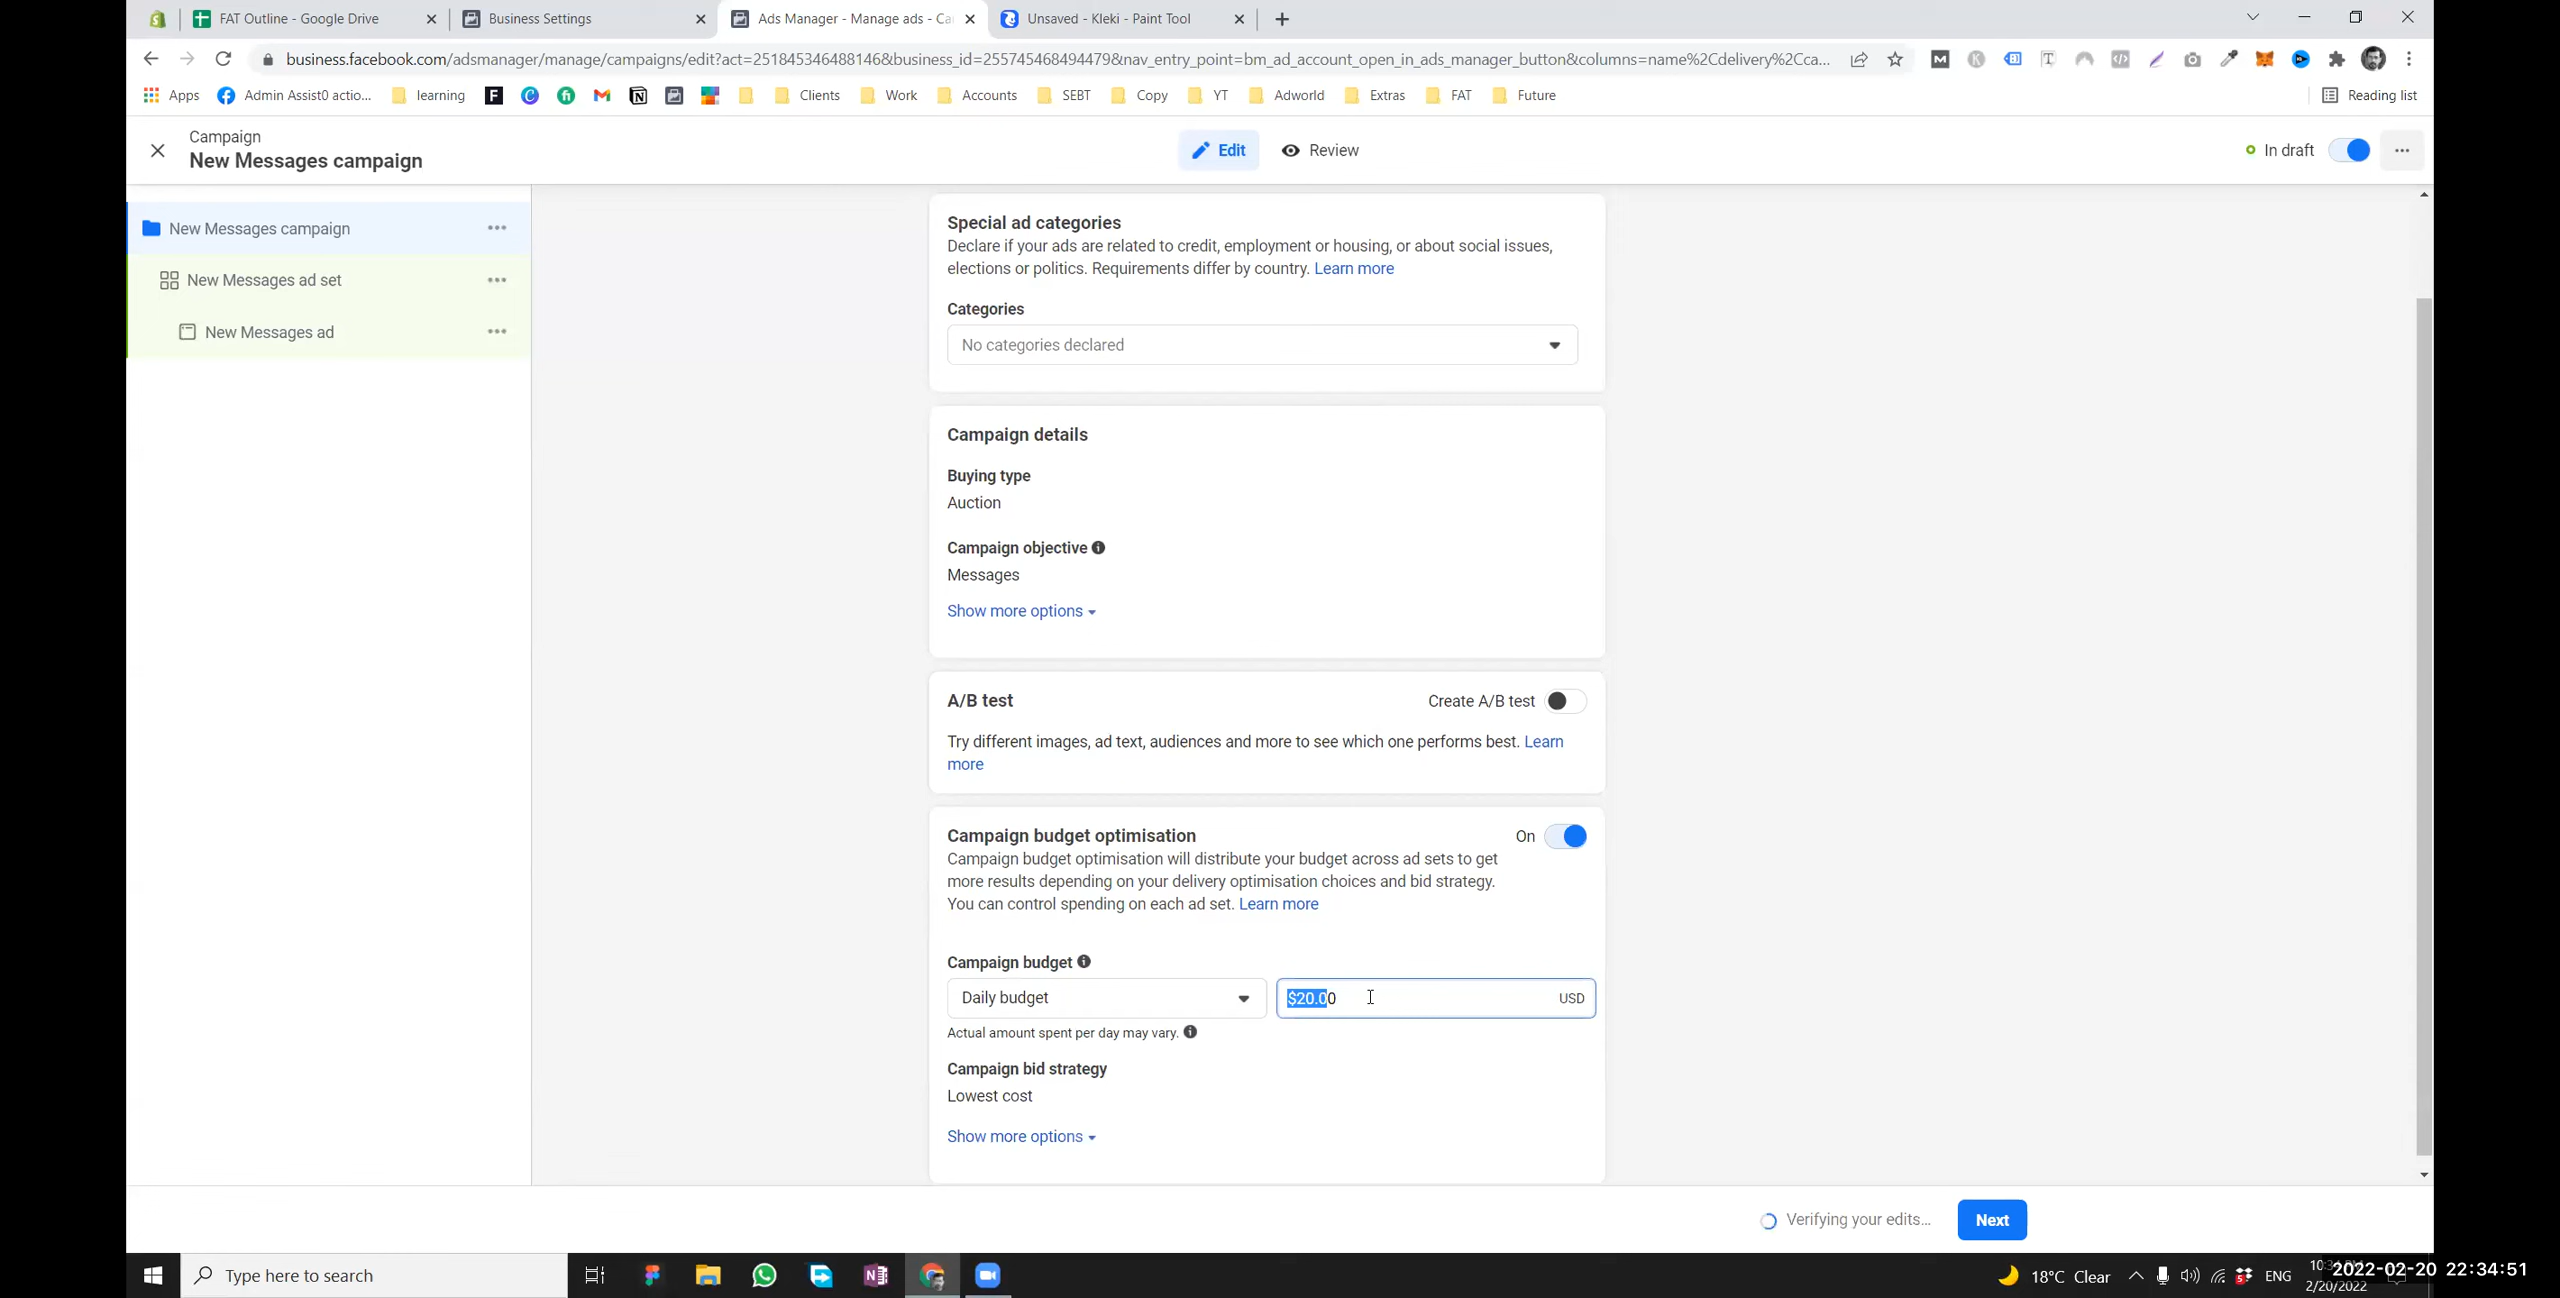 FAT Outline - Google Drive
Business Settings
Ads Manager - Manage ads - Ca
Unsaved - Kleki - Paint Tool
business.facebook.com/adsmanager/manage/campaigns/edit?act=251845346488146&business_id=255745468494479&nav_entry_point=bm_ad_account_open_in_ads_manager_button&columns=name%2Cdelivery%2Cca...
Apps
Admin Assist0 actio...
learning
Clients
Work
Accounts
SEBT
Copy
YT
Adworld
Extras
FAT
Future
Reading list
Campaign
New Messages campaign
Edit
Review
In draft
New Messages campaign
New Messages ad set
New Messages ad
Special ad categories
Declare if your ads are related to credit, employment or housing, or about social issues,
elections or politics. Requirements differ by country. Learn more
Categories
No categories declared
Campaign details
Buying type
Auction
Campaign objective
Messages
Show more options
A/B test
Create A/B test
Try different images, ad text, audiences and more to see which one performs best. Learn
more
Campaign budget optimisation
On
Campaign budget optimisation will distribute your budget across ad sets to get
more results depending on your delivery optimisation choices and bid strategy.
You can control spending on each ad set. Learn more
Campaign budget
Daily budget
$20.00
USD
Actual amount spent per day may vary.
Campaign bid strategy
Lowest cost
Show more options
Verifying your edits...
Next
Type here to search
18°C Clear
ENG
2022-02-20 22:34:51
2/20/2022